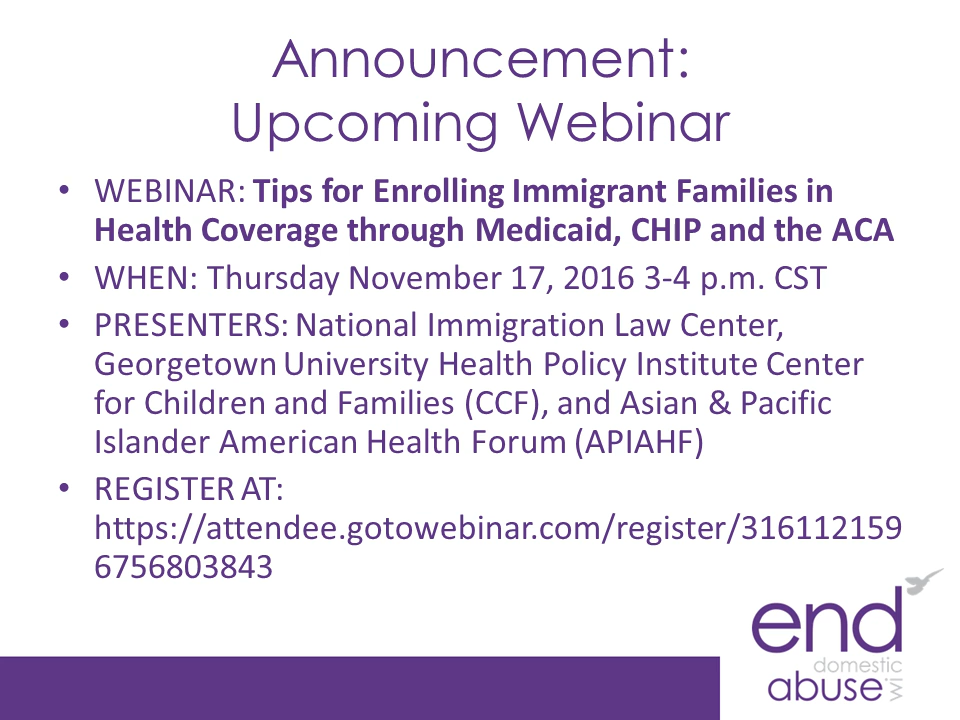 Announcement:
Upcoming Webinar
• WEBINAR: Tips for Enrolling Immigrant Families in
Health Coverage through Medicaid, CHIP and the ACA
• WHEN: Thursday November 17, 2016 3-4 p.m. CST
• PRESENTERS: National Immigration Law Center,
Georgetown University Health Policy Institute Center
for Children and Families (CCF), and Asian & Pacific
Islander American Health Forum (APIAHF)
• REGISTER AT:
https://attendee.gotowebinar.com/register/316112159
6756803843
end
domestic
abuse
wi